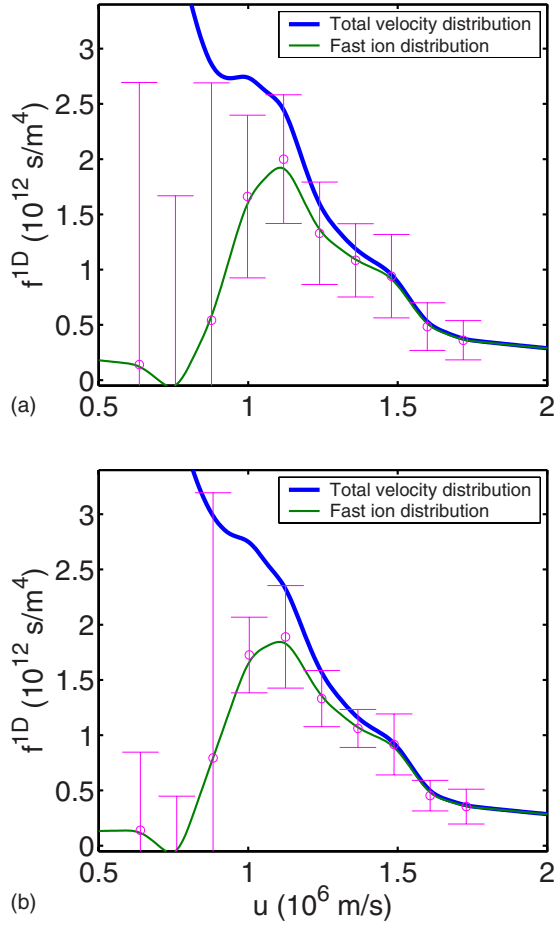 Total velocity distribution
Fast ion distribution
f^1D (10^12 s/m^4)
3
2.5
2
1.5
1
0.5
0
(a)
0.5 1 1.5 2
Total velocity distribution
Fast ion distribution
f^1D (10^12 s/m^4)
3
2.5
2
1.5
1
0.5
0
(b)
0.5 1 1.5 2
u (10^6 m/s)